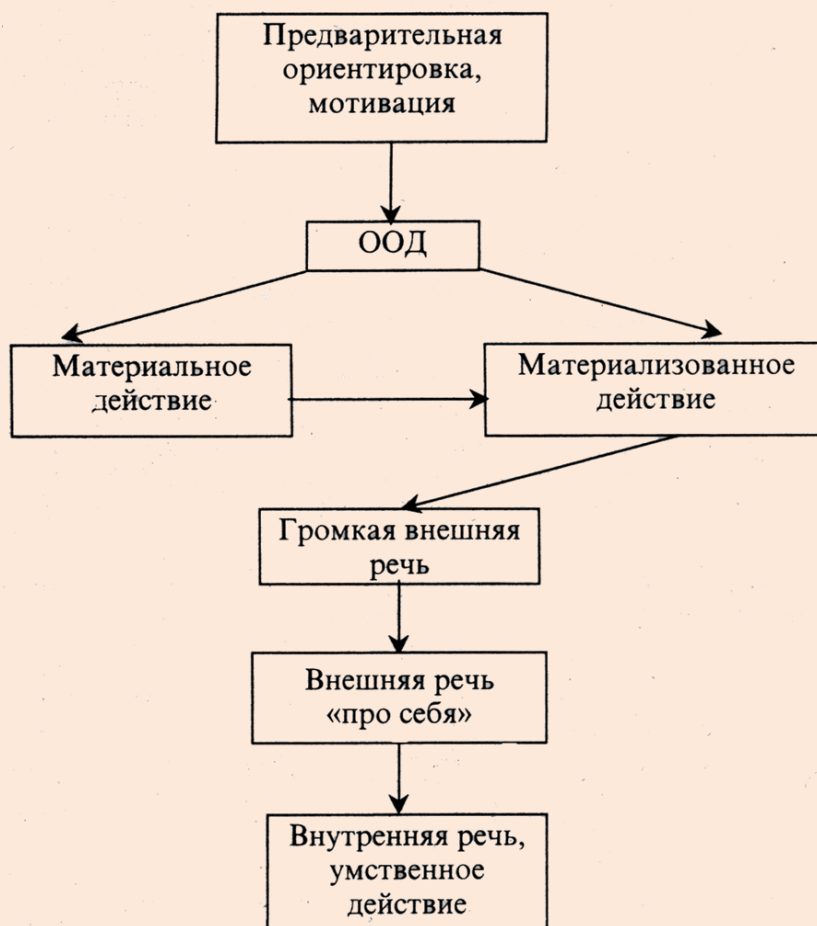 Предварительная
ориентировка,
мотивация
ООД
Материальное
действие
Материализованное
действие
Громкая внешняя
речь
Внешняя речь
«про себя»
Внутренняя речь,
умственное
действие